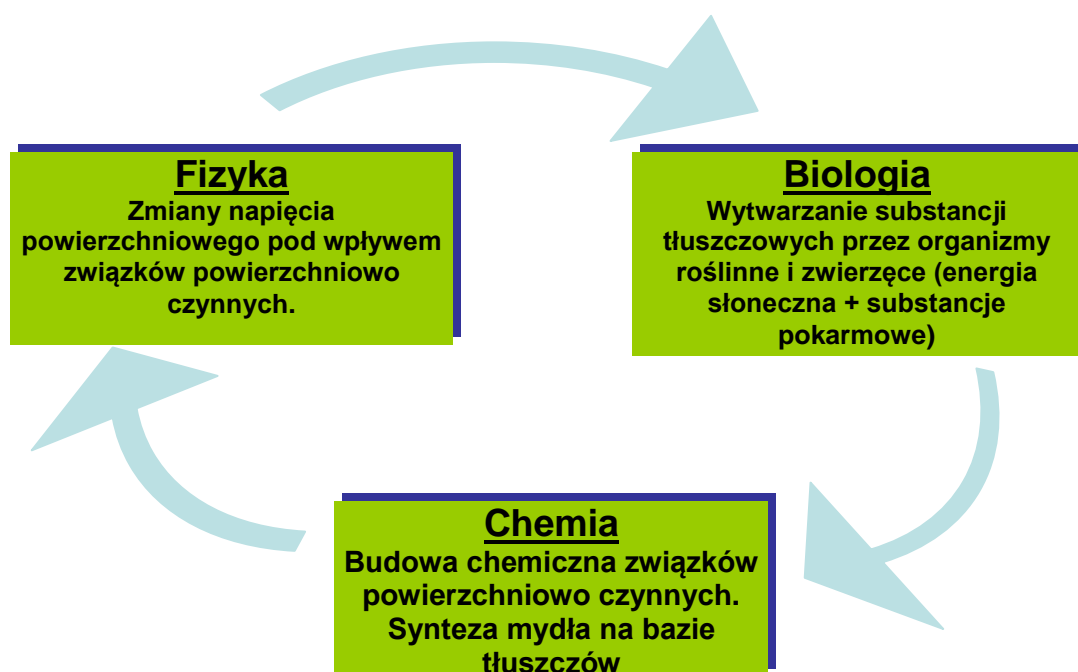 Fizyka
Zmiany napięcia
powierzchniowego pod wpływem
związków powierzchniowo
czynnych.
Biologia
Wytwarzanie substancji
tłuszczowych przez organizmy
roślinne i zwierzęce (energia
słoneczna + substancje
pokarmowe)
Chemia
Budowa chemiczna związków
powierzchniowo czynnych.
Synteza mydła na bazie
tłuszczów